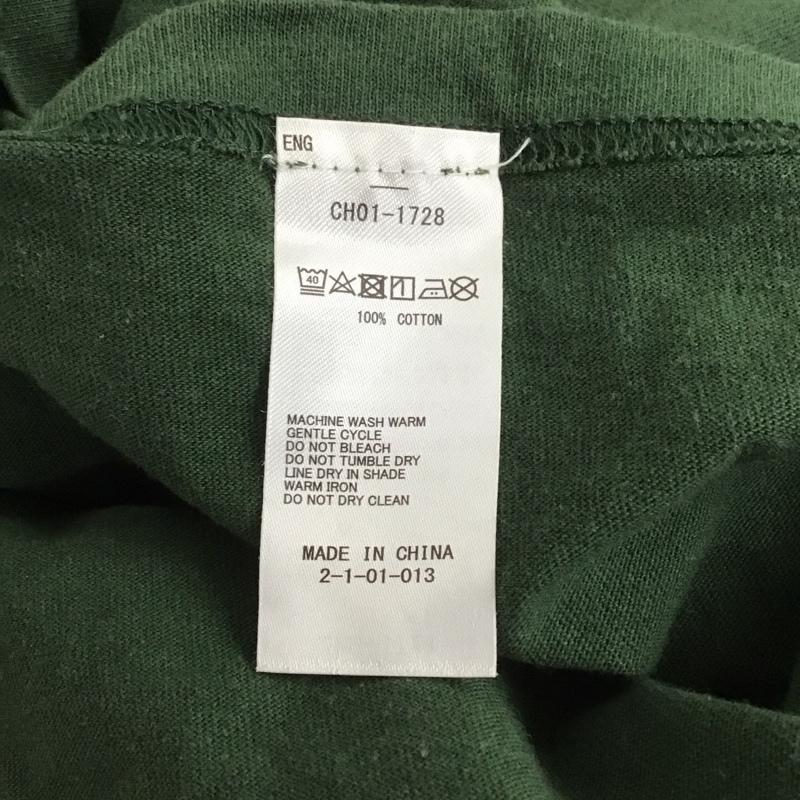 ENG
CH01-1728
40
100% COTTON
MACHINE WASH WARM
GENTLE CYCLE
DO NOT BLEACH
DO NOT TUMBLE DRY
LINE DRY IN SHADE
WARM IRON
DO NOT DRY CLEAN
MADE IN CHINA
2-1-01-013